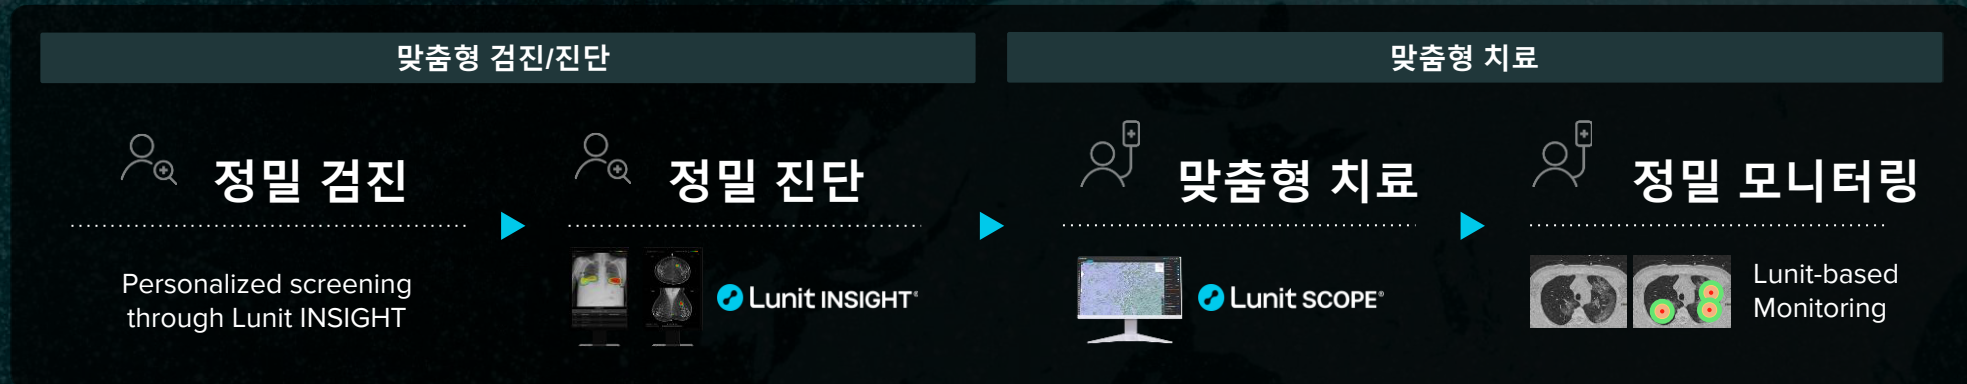 맞춤형 검진/진단
맞춤형 치료
정밀 검진
정밀 진단
맞춤형 치료
정밀 모니터링
Personalized screening
through Lunit INSIGHT
Lunit INSIGHT®
Lunit SCOPE®
Lunit-based
Monitoring